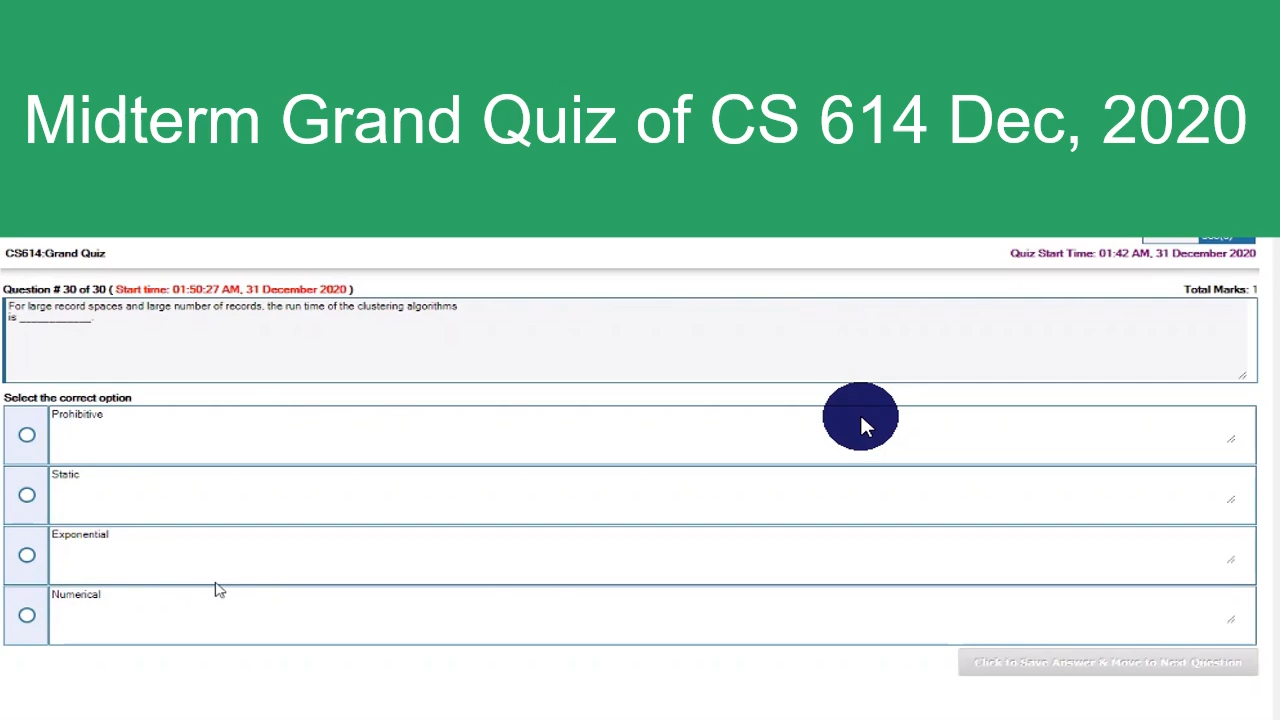 Midterm Grand Quiz of CS 614 Dec, 2020
CS614:Grand Quiz
Quiz Start Time: 01:42 AM, 31 December 2020
Question # 30 of 30 ( Start time: 01:50:27 AM, 31 December 2020 )
Total Marks: 1
For large record spaces and large number of records, the run time of the clustering algorithms
is ____________.
Select the correct option
Prohibitive
Static
Exponential
Numerical
Click to Save Answer & Move to Next Question